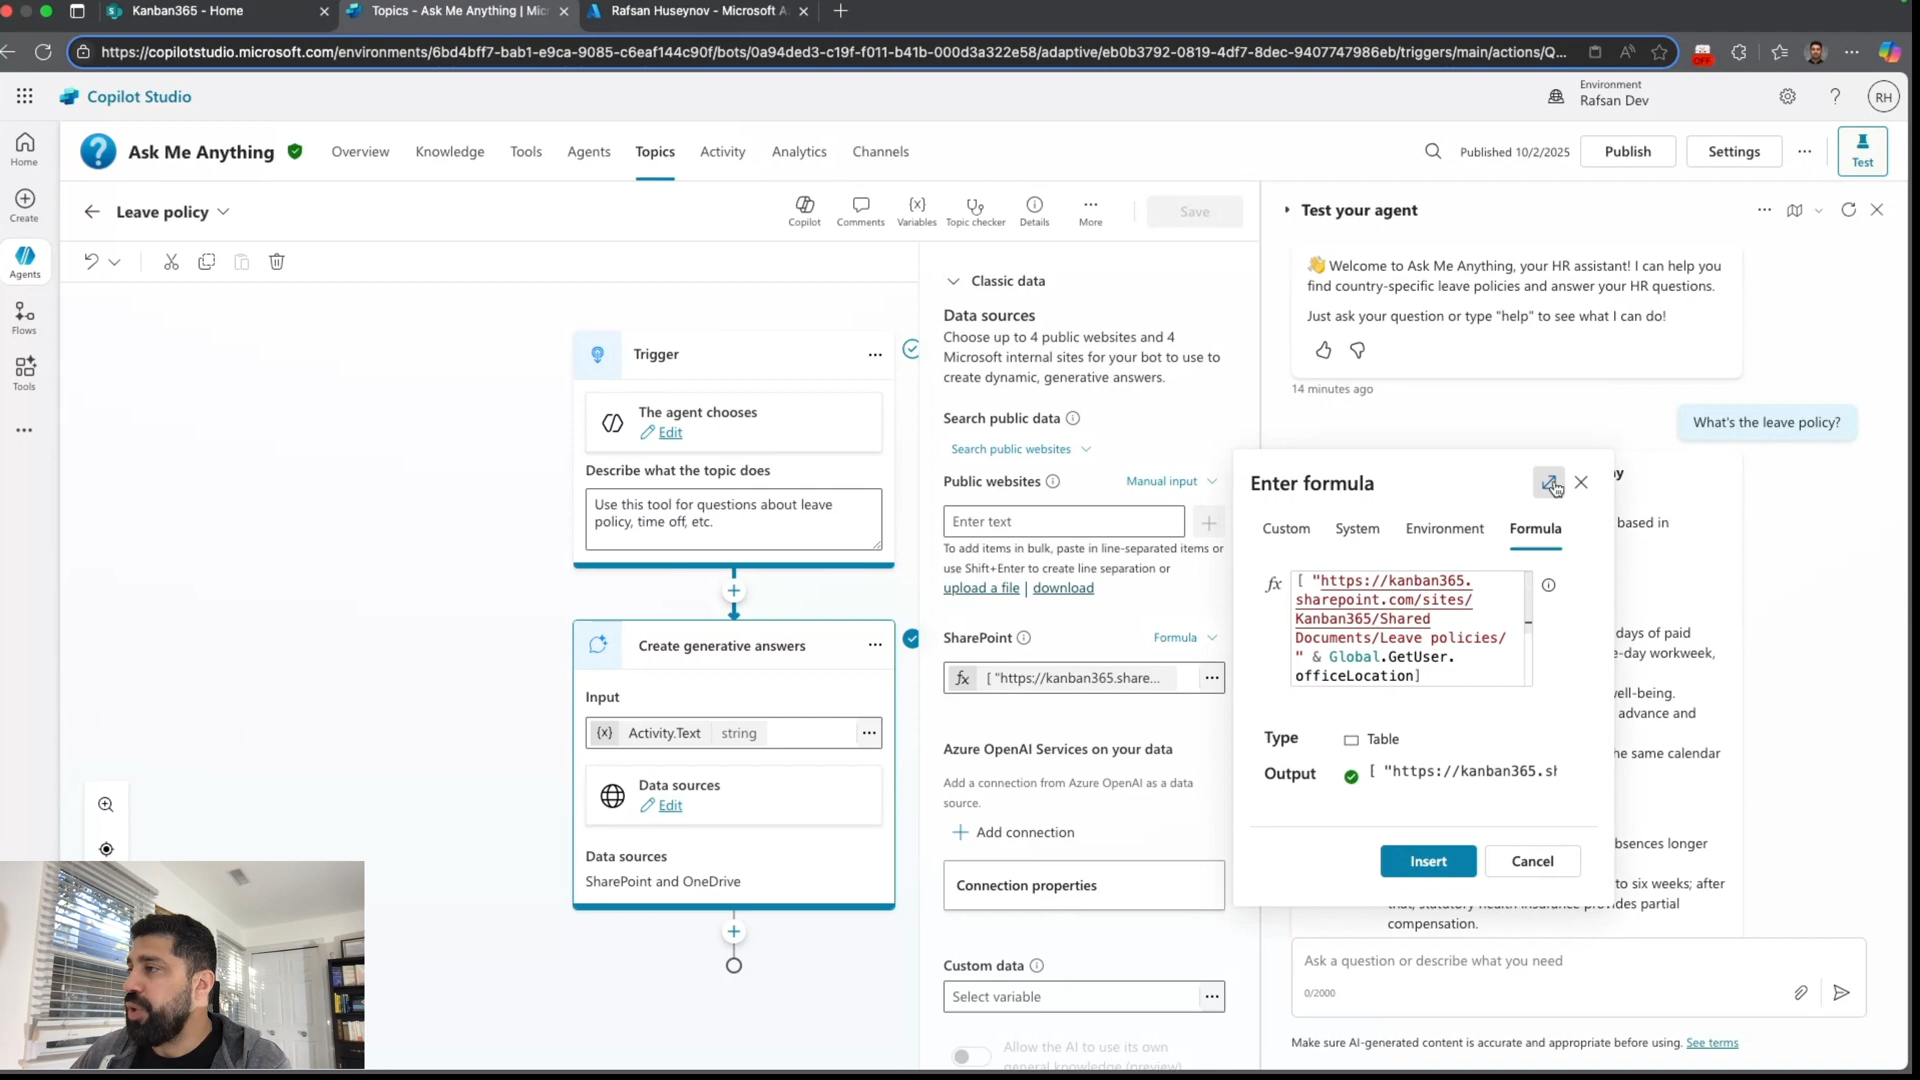 Kanban365 - Home
Topics - Ask Me Anything | Mic
Rafsan Huseynov - Microsoft A
https://copilotstudio.microsoft.com/environments/6bd4bff7-bab1-e9ca-9085-c6eaf144c90f/bots/0a94ded3-c19f-f011-b41b-000d3a322e58/adaptive/eb0b3792-0819-4df7-8dec-9407747986eb/triggers/main/actions/Q...
OFF
Copilot Studio
Environment
Rafsan Dev
RH
Home
Create
Agents
Flows
Tools
Ask Me Anything
Overview
Knowledge
Tools
Agents
Topics
Activity
Analytics
Channels
Published 10/2/2025
Publish
Settings
Test
Leave policy
Copilot
Comments
Variables
Topic checker
Details
More
Save
Trigger
The agent chooses
Edit
Describe what the topic does
Use this tool for questions about leave
policy, time off, etc.
Create generative answers
Input
{x} Activity.Text string
Data sources
Edit
Data sources
SharePoint and OneDrive
Classic data
Data sources
Choose up to 4 public websites and 4
Microsoft internal sites for your bot to use to
create dynamic, generative answers.
Search public data
Search public websites
Public websites
Manual input
Enter text
To add items in bulk, paste in line-separated items or
use Shift+Enter to create line separation or
upload a file | download
SharePoint
Formula
fx [ "https://kanban365.share...
Azure OpenAI Services on your data
Add a connection from Azure OpenAI as a data
source.
Add connection
Connection properties
Custom data
Select variable
Allow the AI to use its own
general knowledge (preview)
Test your agent
👋 Welcome to Ask Me Anything, your HR assistant! I can help you
find country-specific leave policies and answer your HR questions.
Just ask your question or type "help" to see what I can do!
14 minutes ago
What's the leave policy?
Enter formula
Custom
System
Environment
Formula
fx
[ "https://kanban365.
sharepoint.com/sites/
Kanban365/Shared
Documents/Leave policies/
" & Global.GetUser.
officeLocation]
Type
Table
Output
[ "https://kanban365.sh
Insert
Cancel
based in
days of paid
e-day workweek,
ell-being.
advance and
he same calendar
bsences longer
to six weeks; after
that, statutory health insurance provides partial
compensation.
Ask a question or describe what you need
0/2000
Make sure AI-generated content is accurate and appropriate before using. See terms